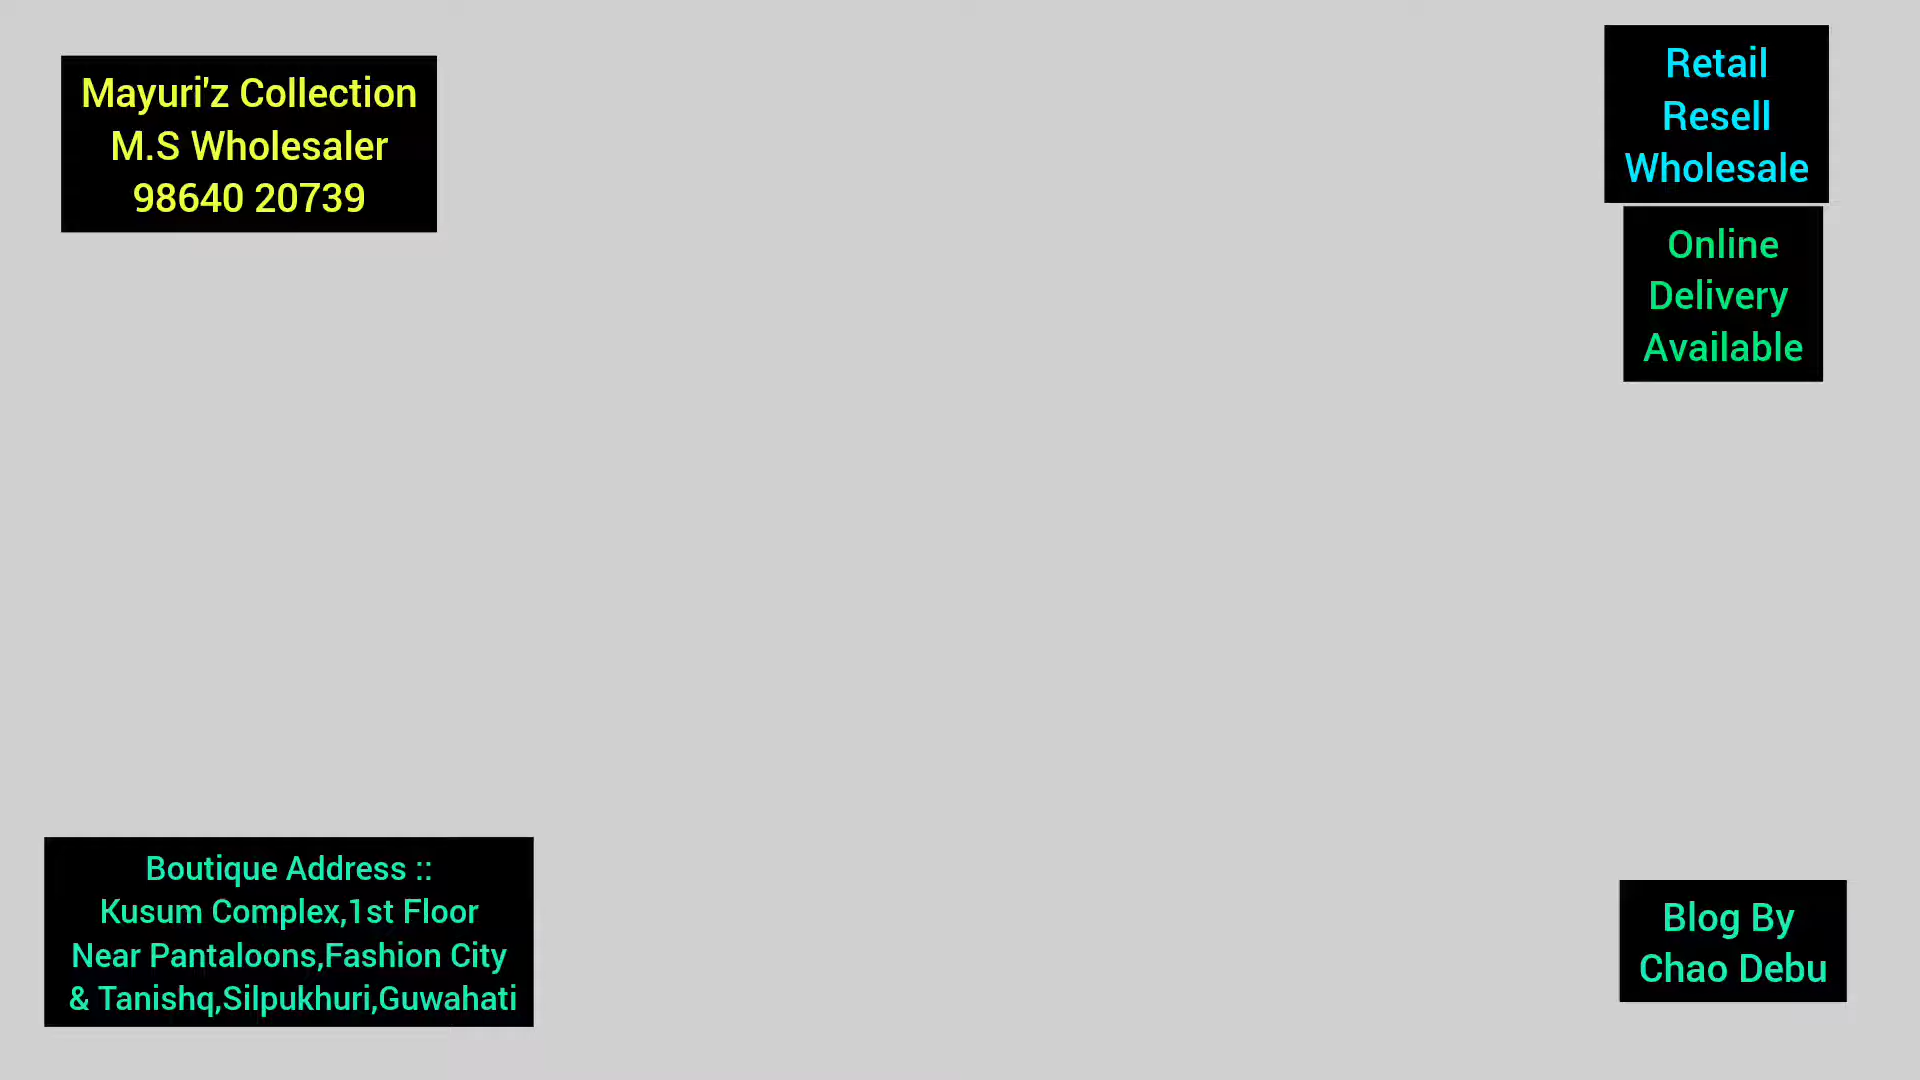 Mayuri'z Collection
M.S Wholesaler
98640 20739
Retail
Resell
Wholesale
Online
Delivery
Available
Boutique Address ::
Kusum Complex,1st Floor
Near Pantaloons,Fashion City
& Tanishq,Silpukhuri,Guwahati
Blog By
Chao Debu